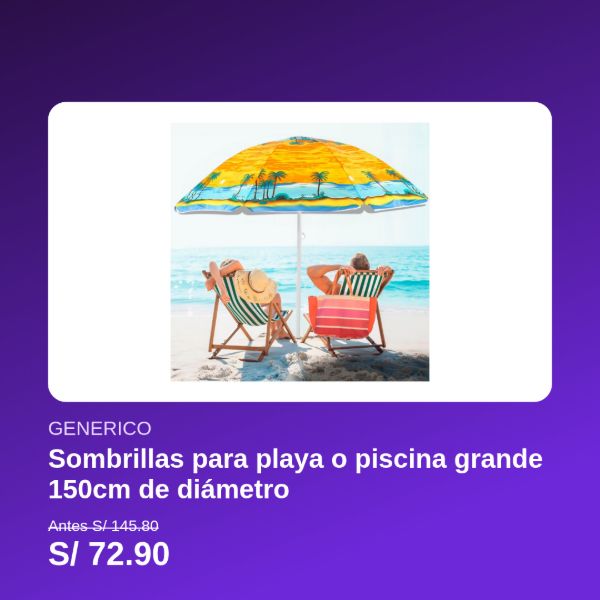 GENERICO
Sombrillas para playa o piscina grande
150cm de diámetro
Antes S/ 145.80
S/ 72.90